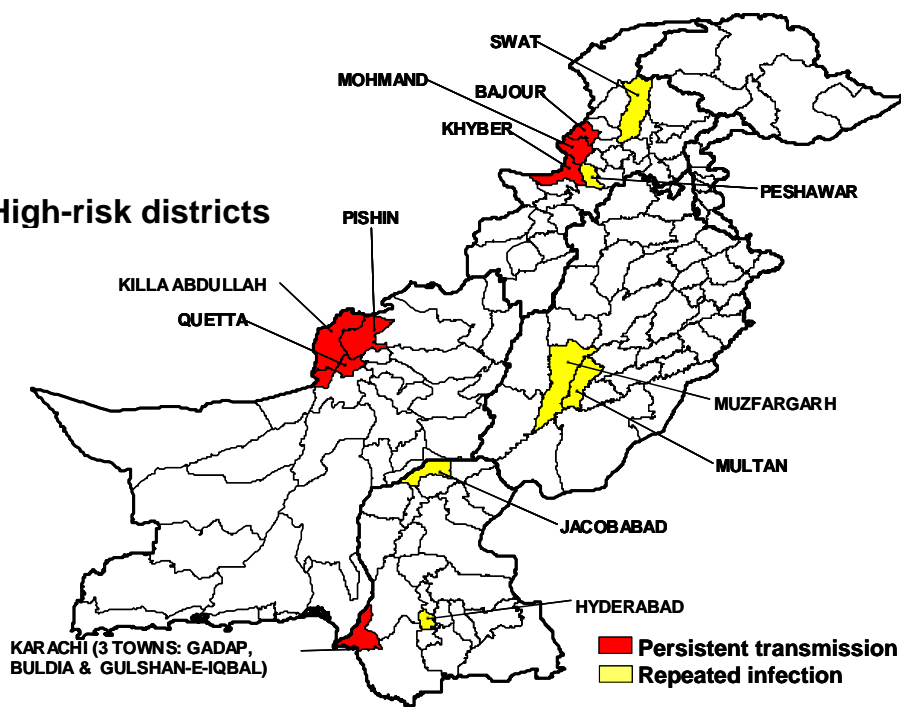 SWAT
MOHMAND
BAJOUR
KHYBER
PESHAWAR
High-risk districts
PISHIN
KILLA ABDULLAH
QUETTA
MUZFARGARH
MULTAN
JACOBABAD
HYDERABAD
KARACHI (3 TOWNS: GADAP,
BULDIA & GULSHAN-E-IQBAL)
Persistent transmission
Repeated infection